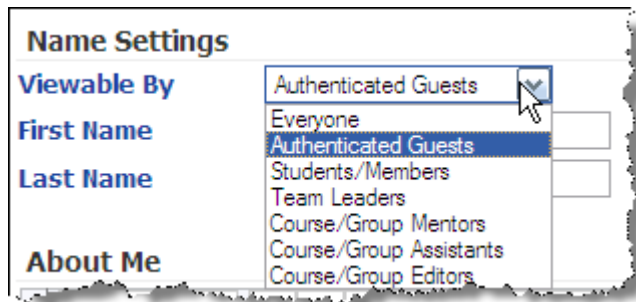 Name Settings
Viewable By Authenticated Guests
Everyone
First Name
Authenticated Guests
Students/Members
Last Name
Team Leaders
Course/Group Mentors
Course/Group Assistants
About Me
Course/Group Editors